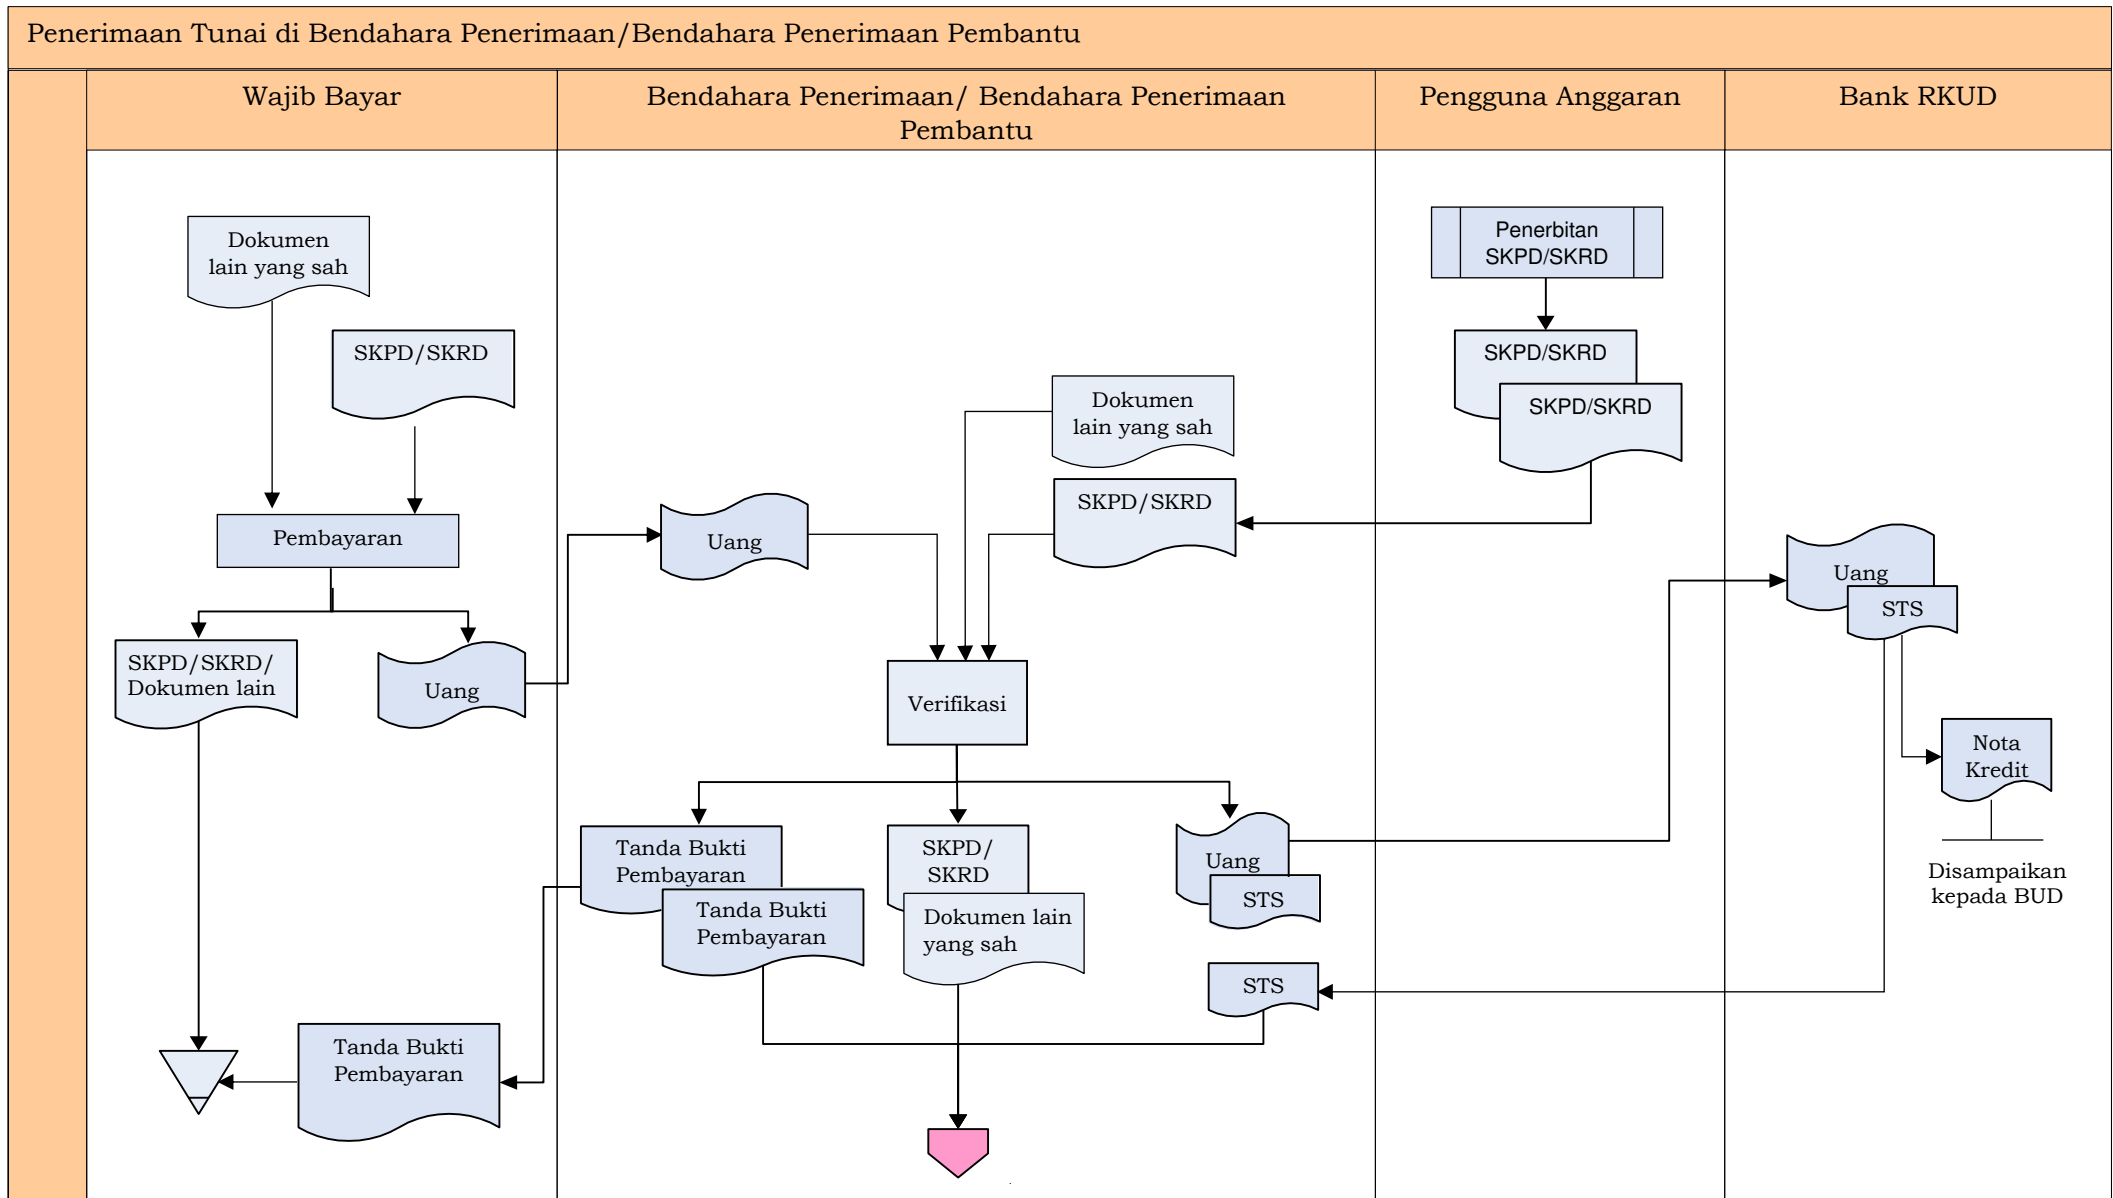 Penerimaan Tunai di Bendahara Penerimaan/Bendahara Penerimaan Pembantu
Wajib Bayar
Bendahara Penerimaan/ Bendahara Penerimaan
Pembantu
Pengguna Anggaran
Bank RKUD
Dokumen
lain yang sah
SKPD/SKRD
Pembayaran
SKPD/SKRD/
Dokumen lain
Uang
Tanda Bukti
Pembayaran
Uang
Dokumen
lain yang sah
SKPD/SKRD
Verifikasi
Tanda Bukti
Pembayaran
Tanda Bukti
Pembayaran
SKPD/
SKRD
Dokumen lain
yang sah
Uang
STS
STS
Penerbitan
SKPD/SKRD
SKPD/SKRD
SKPD/SKRD
Uang
STS
Nota
Kredit
Disampaikan
kepada BUD